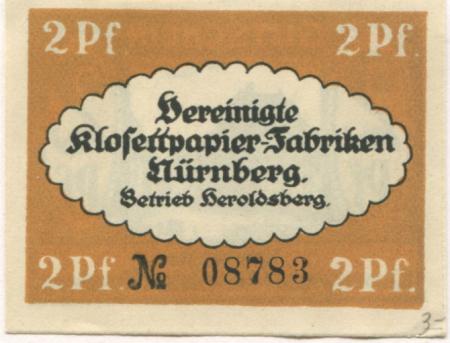 2 Pf. 2 Pf.
Vereinigte
Klosettpapier-Fabriken
Nürnberg.
Betrieb Heroldsberg.
2 Pf. № 08783 2 Pf.
3-